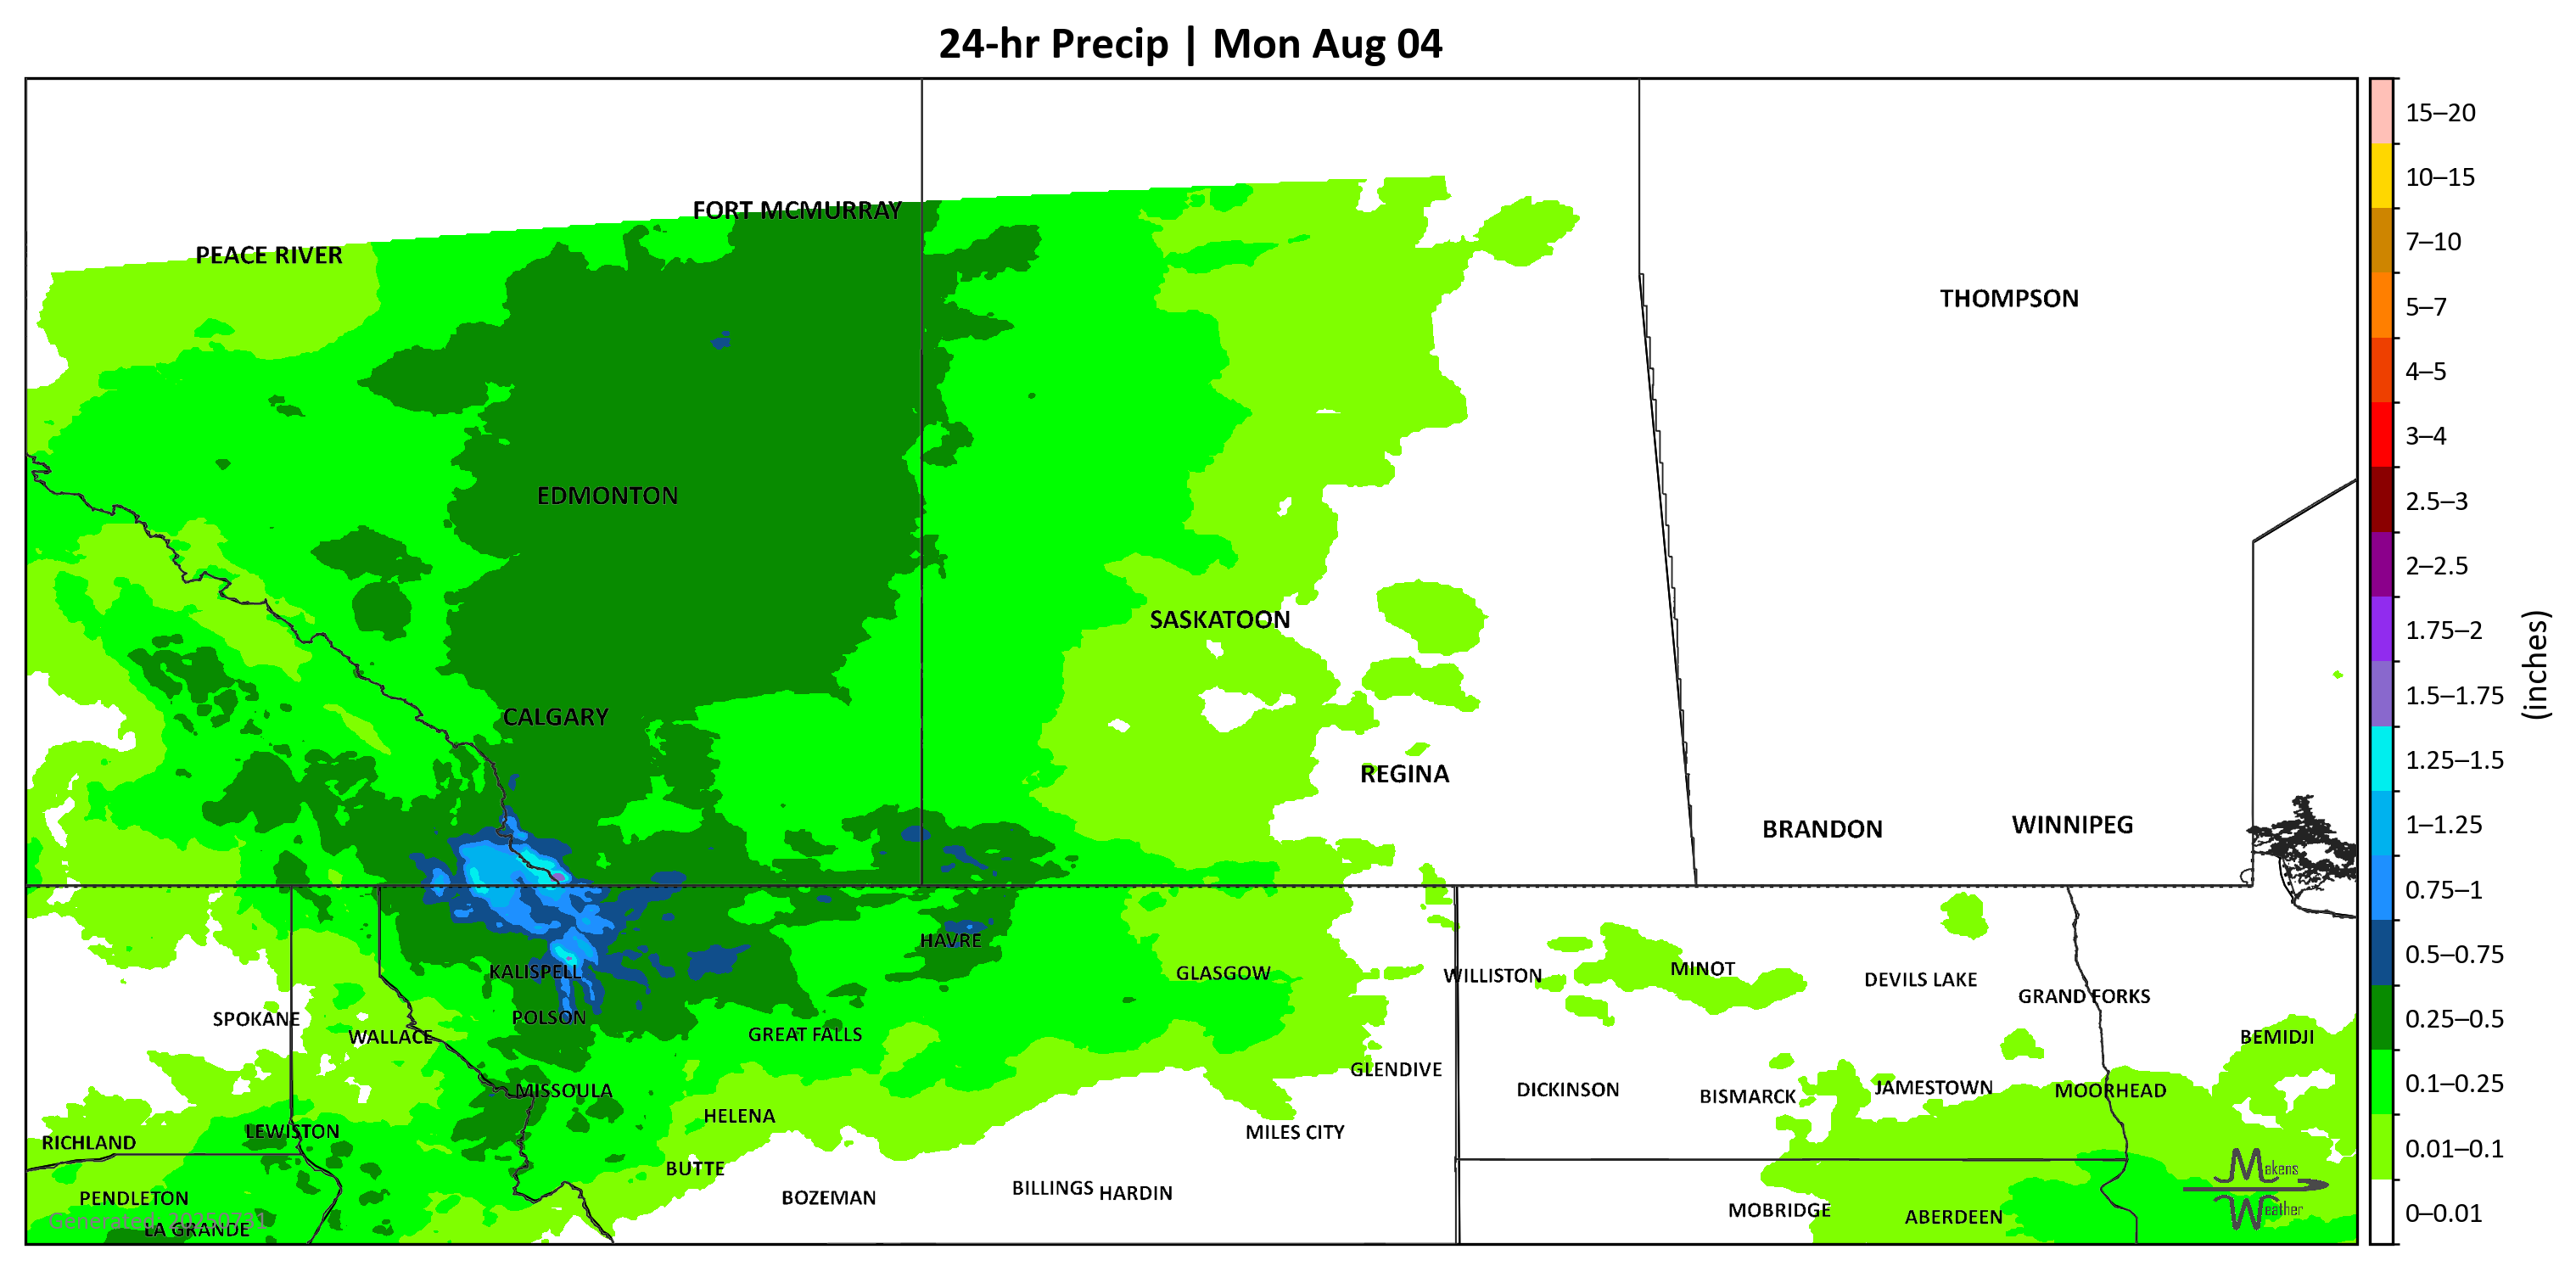 24-hr Precip | Mon Aug 04
FORT MCMURRAY
PEACE RIVER
THOMPSON
EDMONTON
SASKATOON
CALGARY
REGINA
BRANDON
WINNIPEG
HAVRE
KALISPELL
GLASGOW
WILLISTON
MINOT
DEVILS LAKE
GRAND FORKS
SPOKANE
POLSON
WALLACE
GREAT FALLS
BEMIDJI
GLENDIVE
MISSOULA
DICKINSON
BISMARCK
JAMESTOWN
MOORHEAD
HELENA
LEWISTON
RICHLAND
MILES CITY
BUTTE
BILLINGS
HARDIN
PENDLETON
BOZEMAN
MOBRIDGE
ABERDEEN
Generated: 20250731
LA GRANDE
Makens
Weather
15–20
10–15
7–10
5–7
4–5
3–4
2.5–3
2–2.5
1.75–2
1.5–1.75
1.25–1.5
1–1.25
0.75–1
0.5–0.75
0.25–0.5
0.1–0.25
0.01–0.1
0–0.01
(inches)